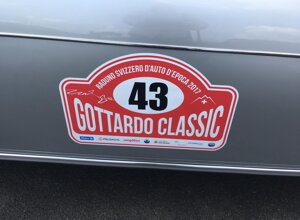 RADUNO SVIZZERO D'AUTO D'EPOCA 2017
43
GOTTARDO CLASSIC